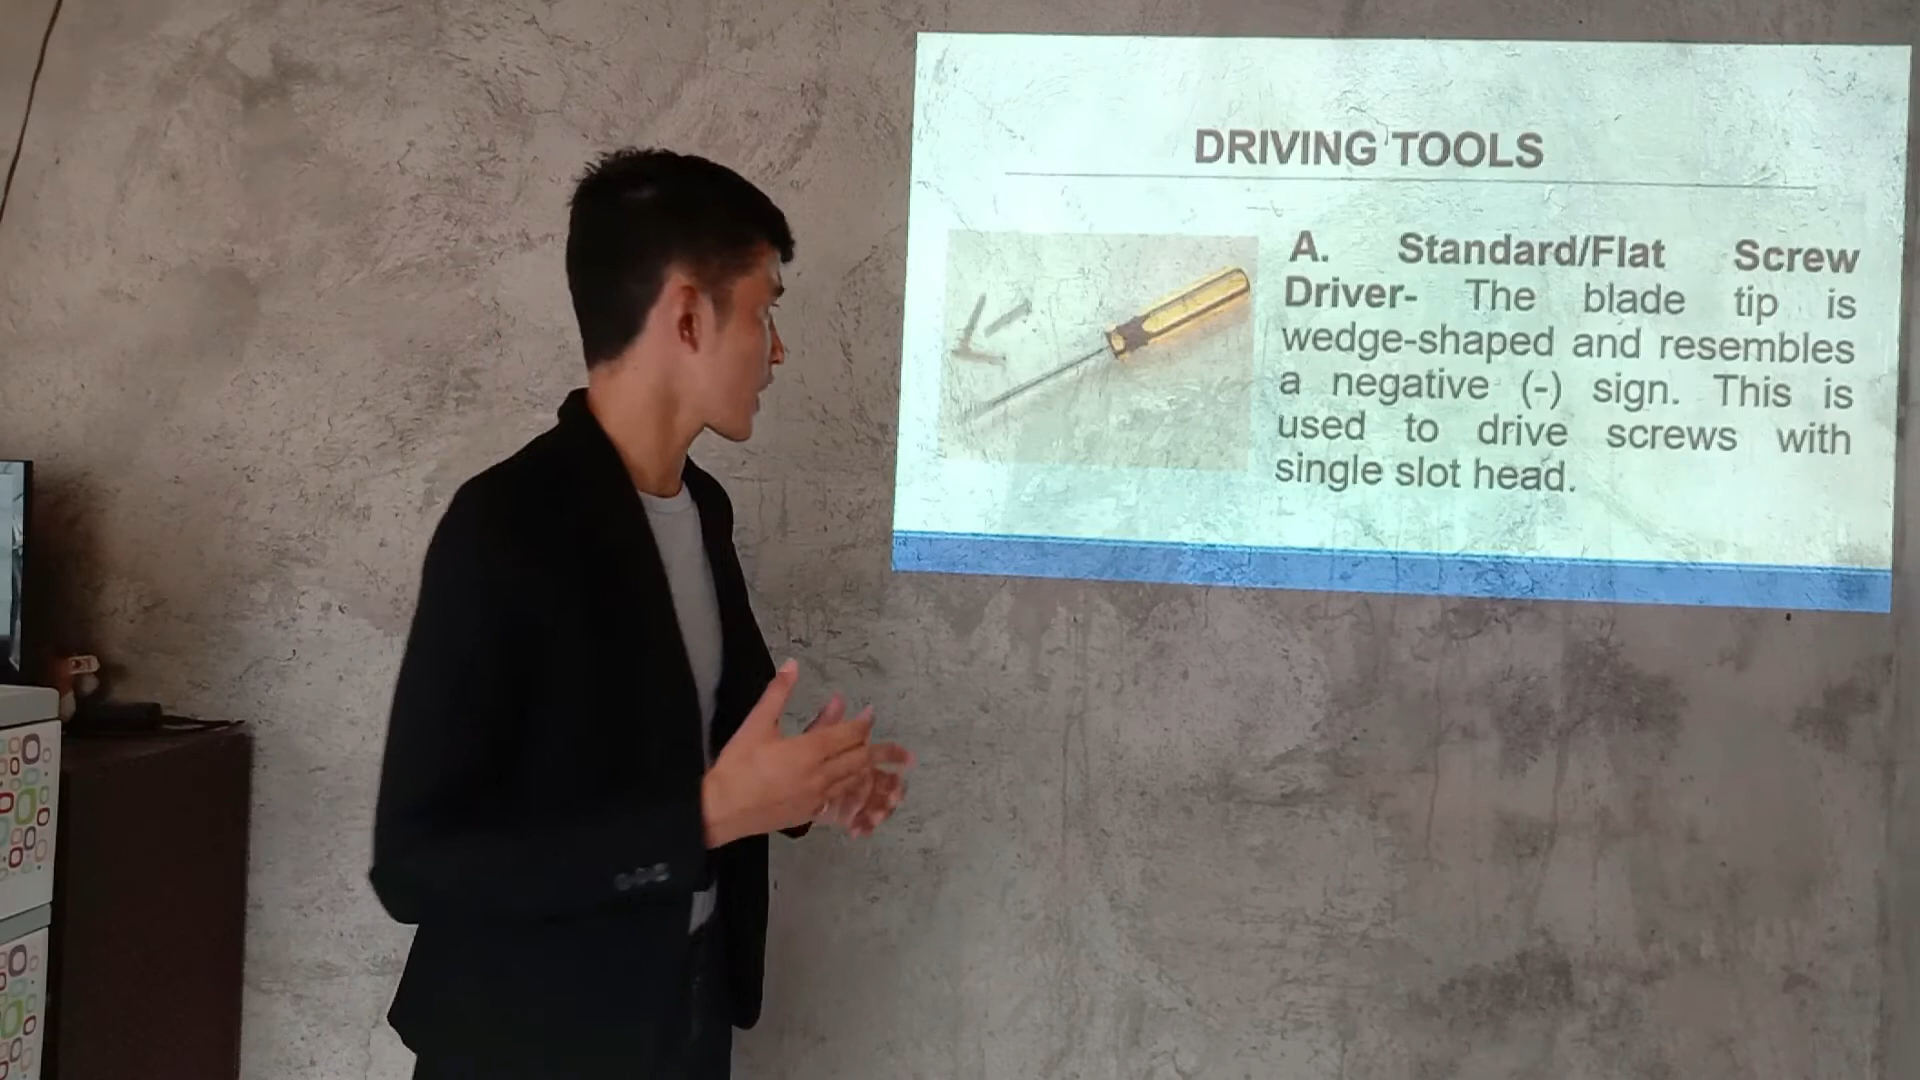 DRIVING TOOLS
A. Standard/Flat Screw
Driver- The blade tip is
wedge-shaped and resembles
a negative (-) sign. This is
used to drive screws with
single slot head.